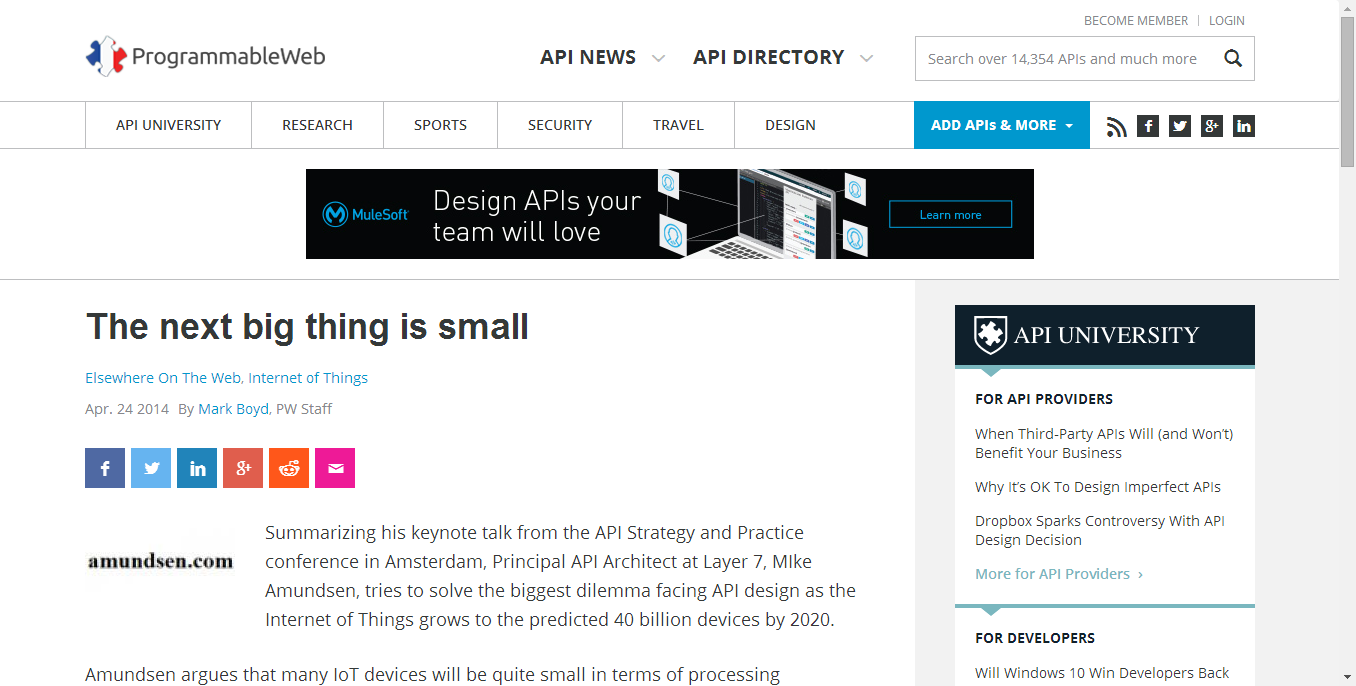 BECOME MEMBER | LOGIN
ProgrammableWeb
API NEWS
API DIRECTORY
Search over 14,354 APIs and much more
API UNIVERSITY
RESEARCH
SPORTS
SECURITY
TRAVEL
DESIGN
ADD APIs & MORE
MuleSoft
Design APIs your
team will love
Learn more
The next big thing is small
Elsewhere On The Web, Internet of Things
Apr. 24 2014 By Mark Boyd, PW Staff
amundsen.com
Summarizing his keynote talk from the API Strategy and Practice
conference in Amsterdam, Principal API Architect at Layer 7, MIke
Amundsen, tries to solve the biggest dilemma facing API design as the
Internet of Things grows to the predicted 40 billion devices by 2020.
Amundsen argues that many IoT devices will be quite small in terms of processing
API UNIVERSITY
FOR API PROVIDERS
When Third-Party APIs Will (and Won't)
Benefit Your Business
Why It's OK To Design Imperfect APIs
Dropbox Sparks Controversy With API
Design Decision
More for API Providers ›
FOR DEVELOPERS
Will Windows 10 Win Developers Back